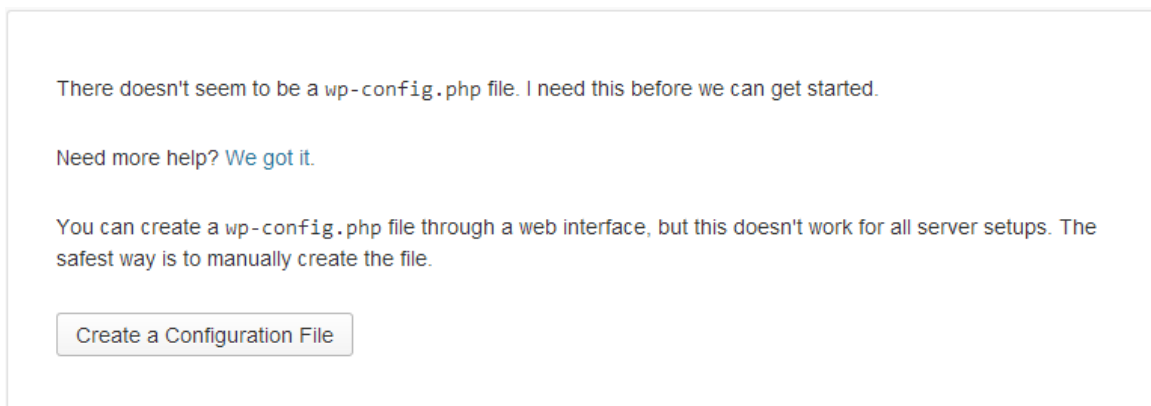 There doesn't seem to be a wp-config.php file. I need this before we can get started.
Need more help? We got it.
You can create a wp-config.php file through a web interface, but this doesn't work for all server setups. The
safest way is to manually create the file.
Create a Configuration File